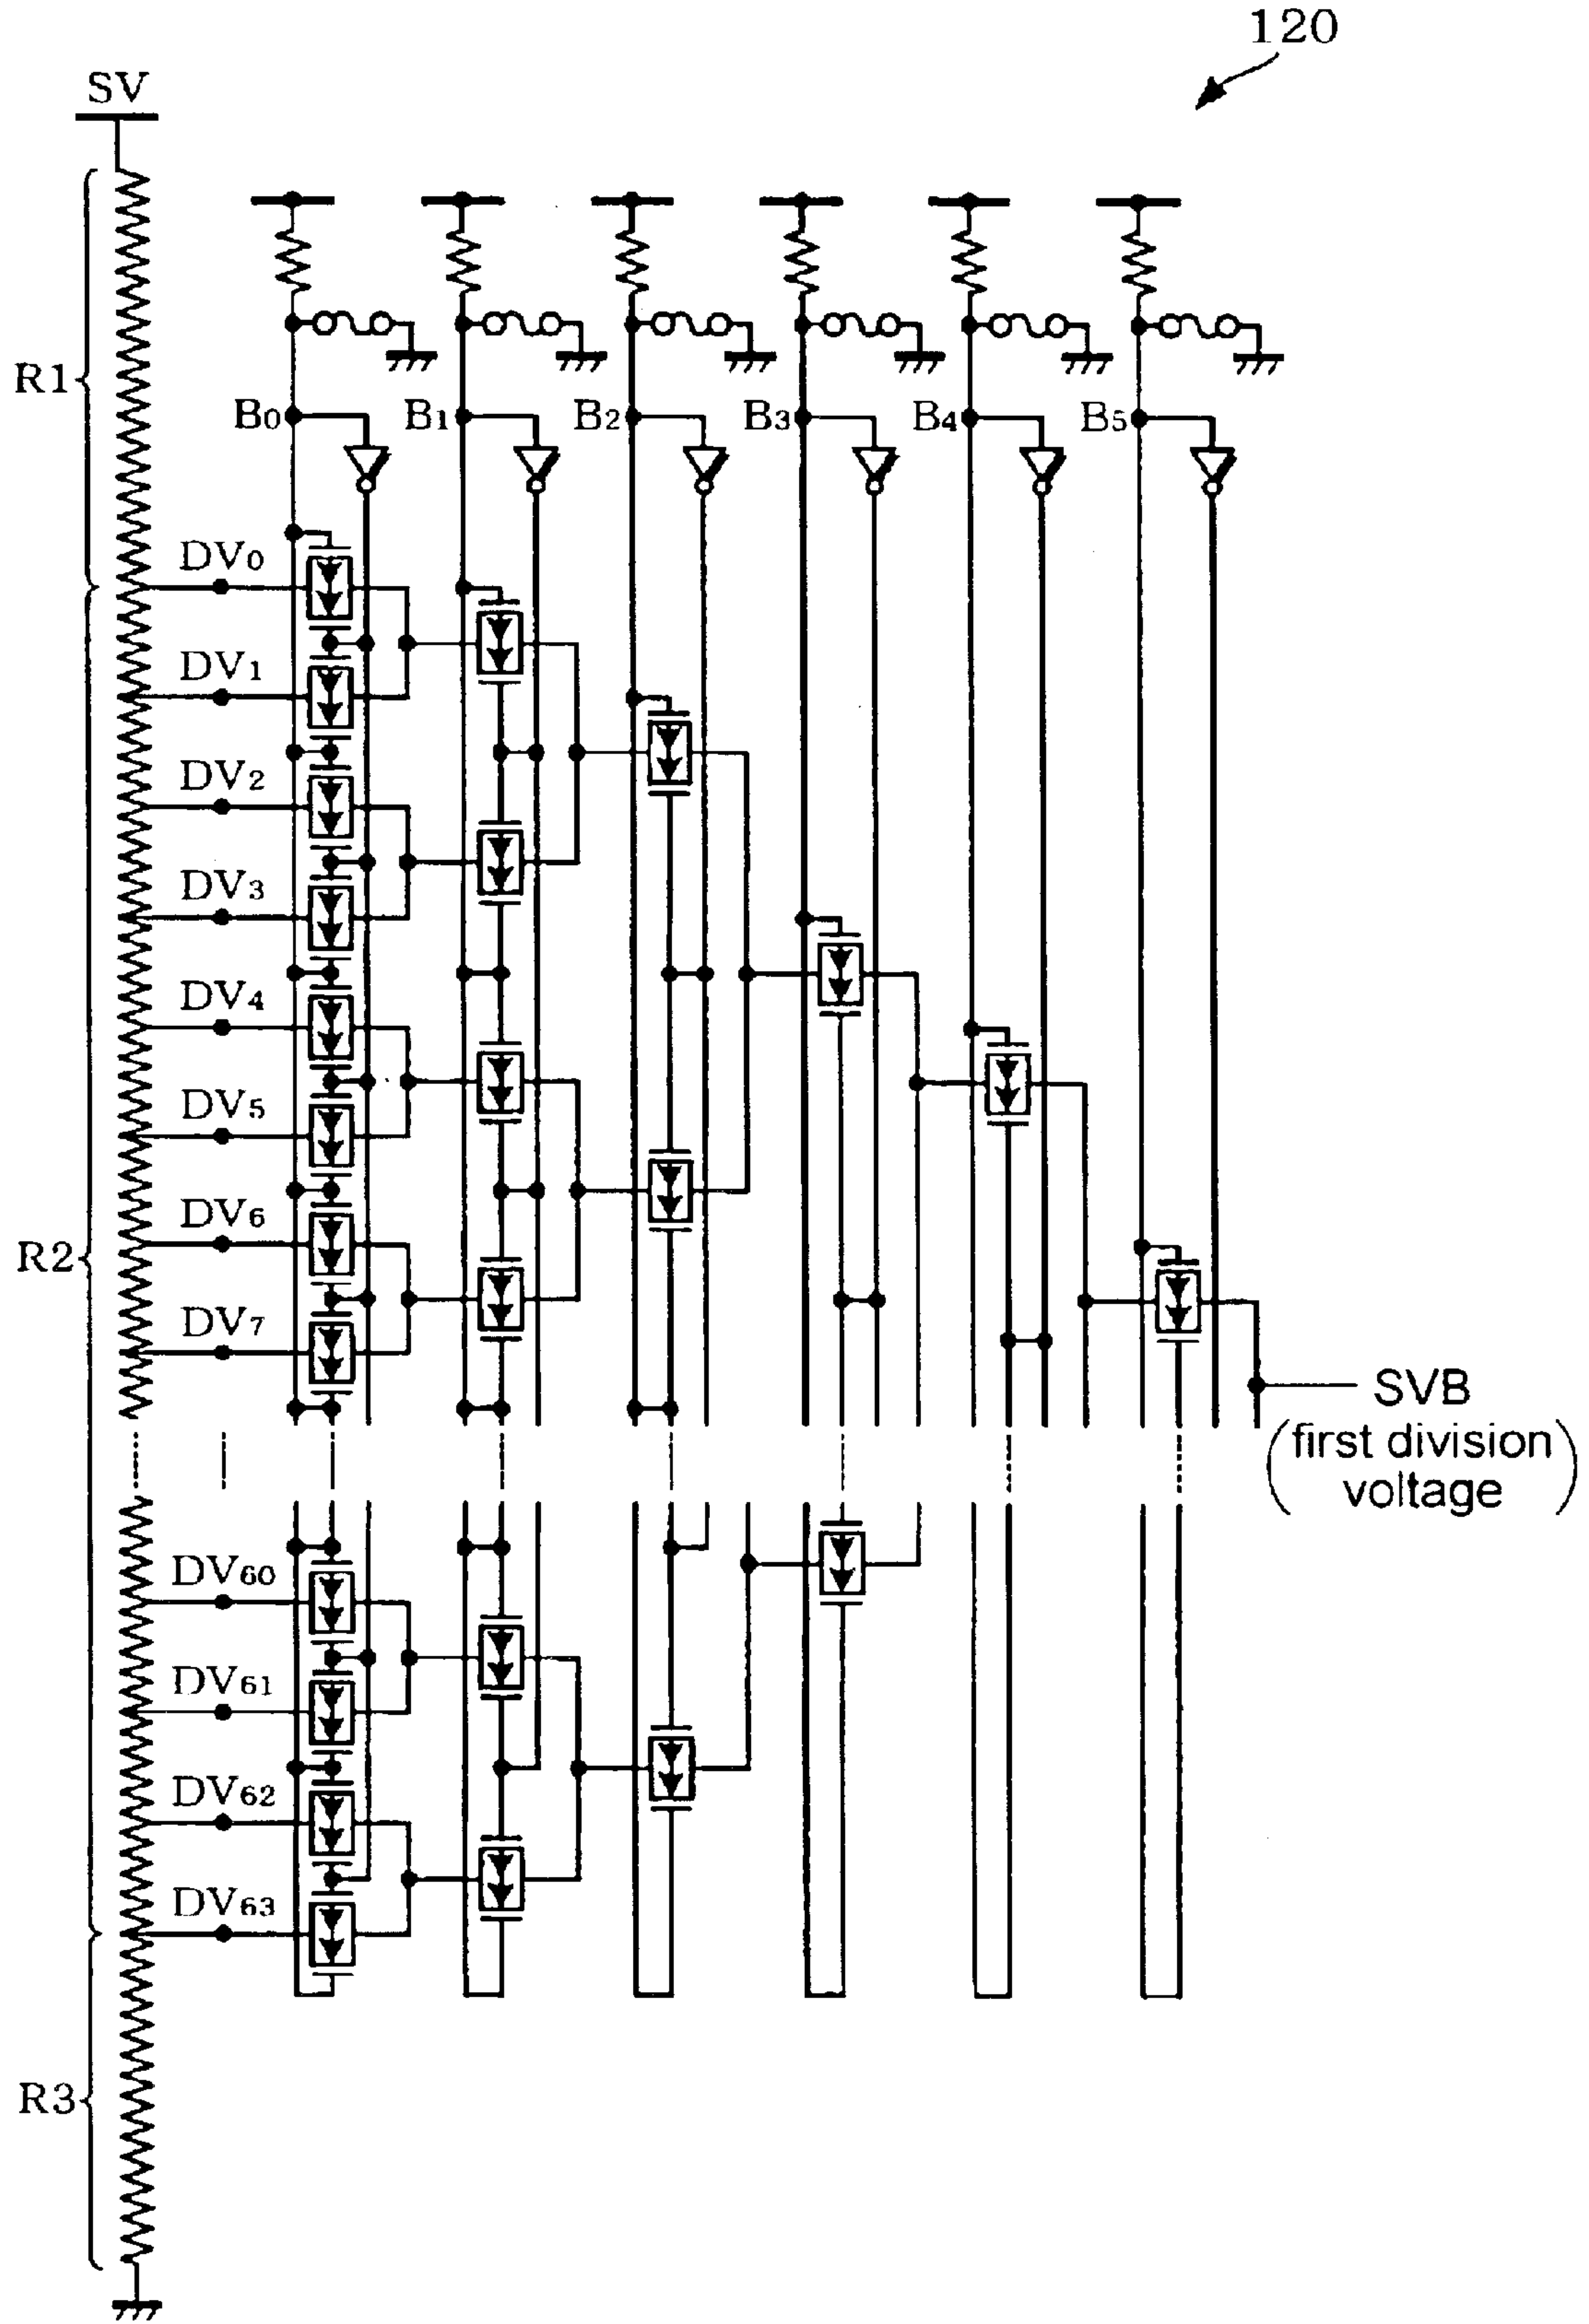 120
SV
R1
B0
B1
B2
B3
B4
B5
DV0
DV1
DV2
DV3
DV4
DV5
DV6
R2
DV7
SVB
(first division
voltage)
DV60
DV61
DV62
DV63
R3